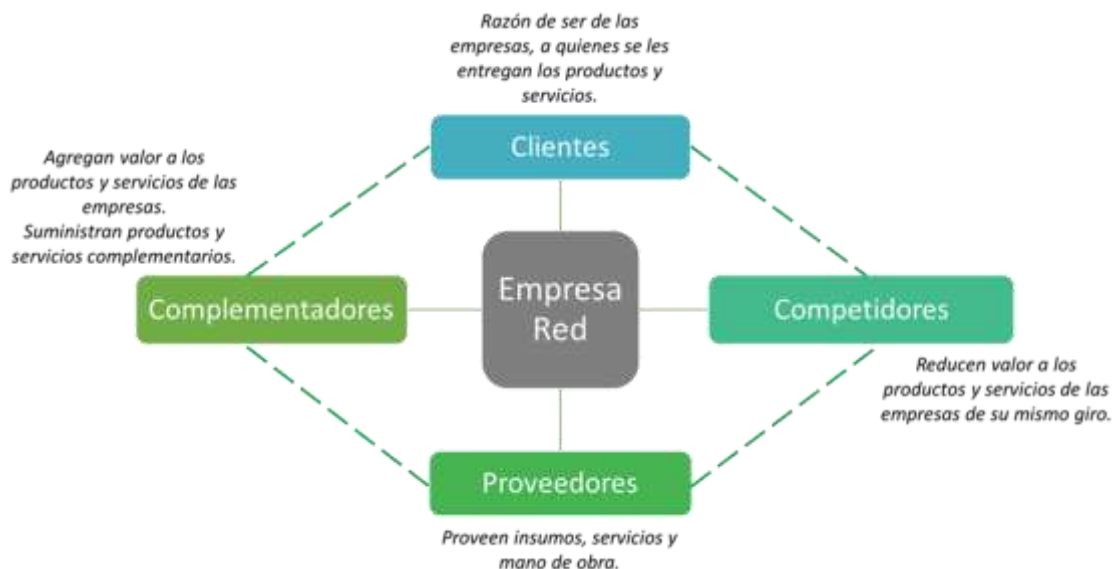 Razón de ser de las
empresas, a quienes se les
entregan los productos y
servicios.
Clientes
Agregan valor a los
productos y servicios de las
empresas.
Suministran productos y
servicios complementarios.
Complementadores
Empresa
Red
Competidores
Reducen valor a los
productos y servicios de las
empresas de su mismo giro.
Proveedores
Proveen insumos, servicios y
mano de obra.